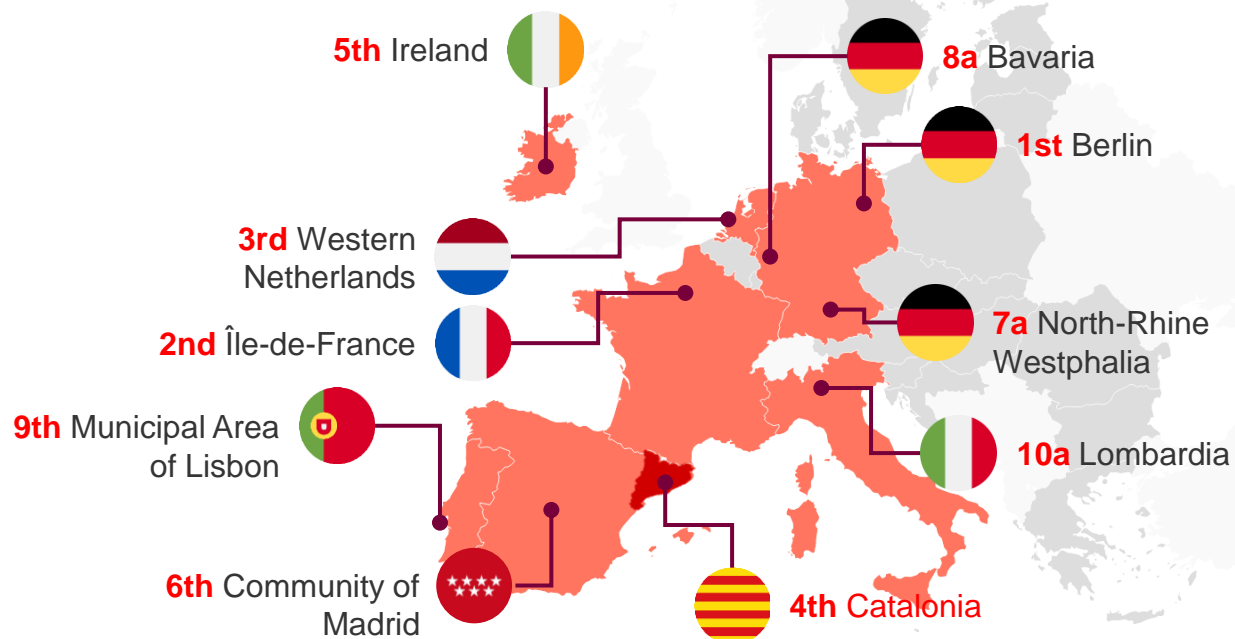 5th Ireland
8a Bavaria
1st Berlin
3rd Western
Netherlands
2nd Île-de-France
7a North-Rhine
Westphalia
9th Municipal Area
of Lisbon
10a Lombardia
6th Community of
Madrid
4th Catalonia